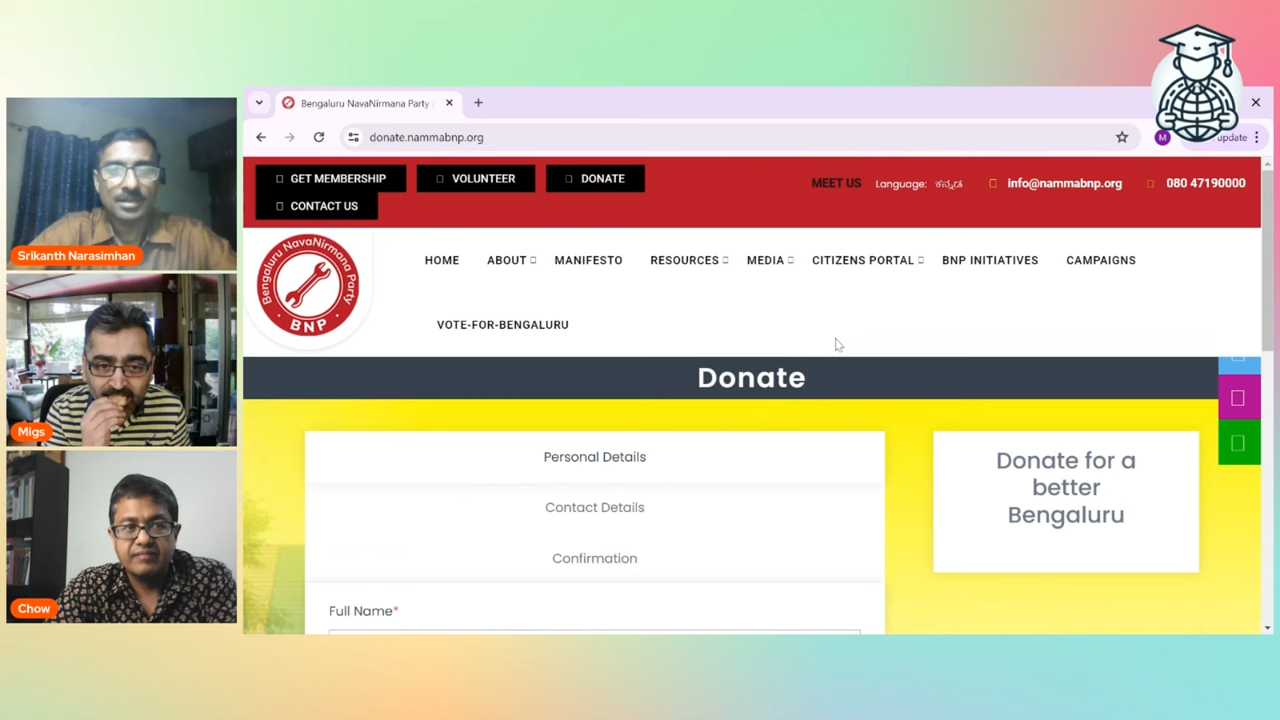 Bengaluru NavaNirmana Party
donate.nammabnp.org
update
GET MEMBERSHIP
VOLUNTEER
DONATE
CONTACT US
MEET US
Language: ಕನ್ನಡ
info@nammabnp.org
080 47190000
Bengaluru NavaNirmana Party
BNP
HOME
ABOUT
MANIFESTO
RESOURCES
MEDIA
CITIZENS PORTAL
BNP INITIATIVES
CAMPAIGNS
VOTE-FOR-BENGALURU
Donate
Personal Details
Contact Details
Confirmation
Full Name*
Donate for a
better
Bengaluru
Srikanth Narasimhan
Migs
Chow
M